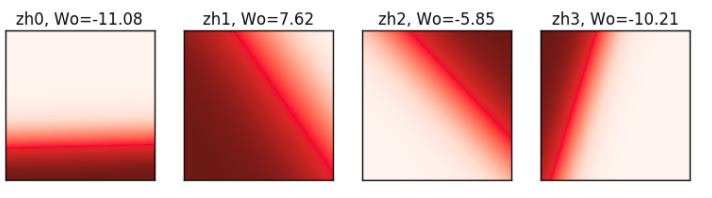 zh0, Wo=-11.08
zh1, Wo=7.62
zh2, Wo=-5.85
zh3, Wo=-10.21